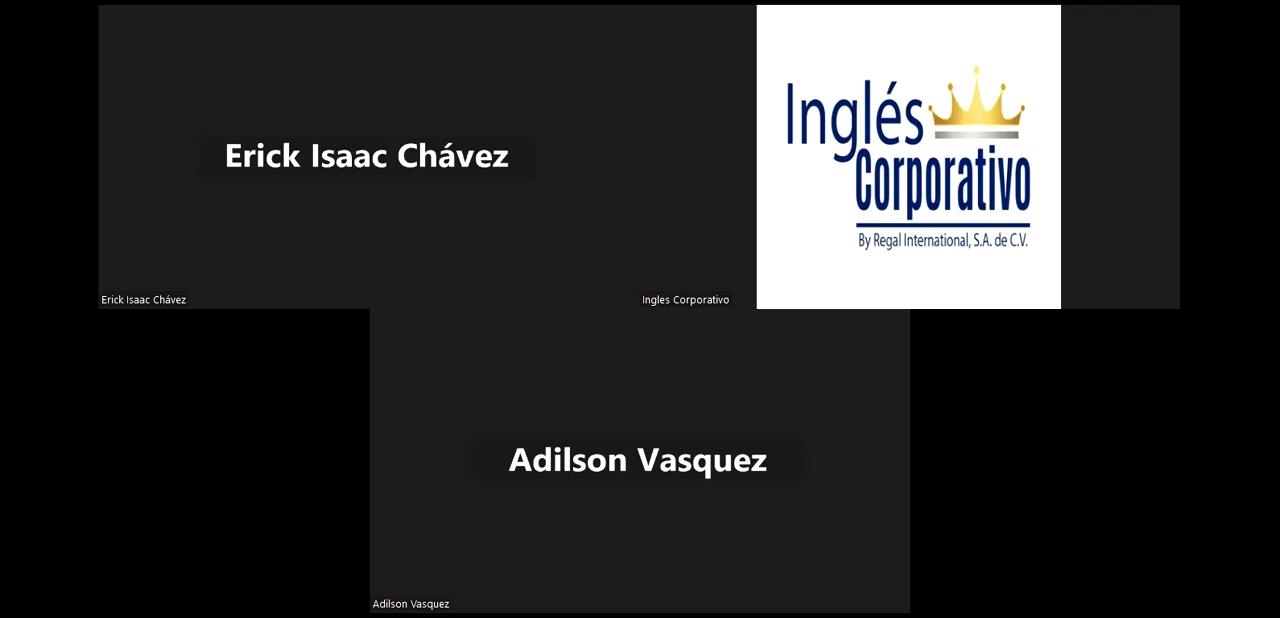 Erick Isaac Chávez
Inglés
Corporativo
By Regal International, S.A. de C.V.
Erick Isaac Chávez
Ingles Corporativo
Adilson Vasquez
Adilson Vasquez